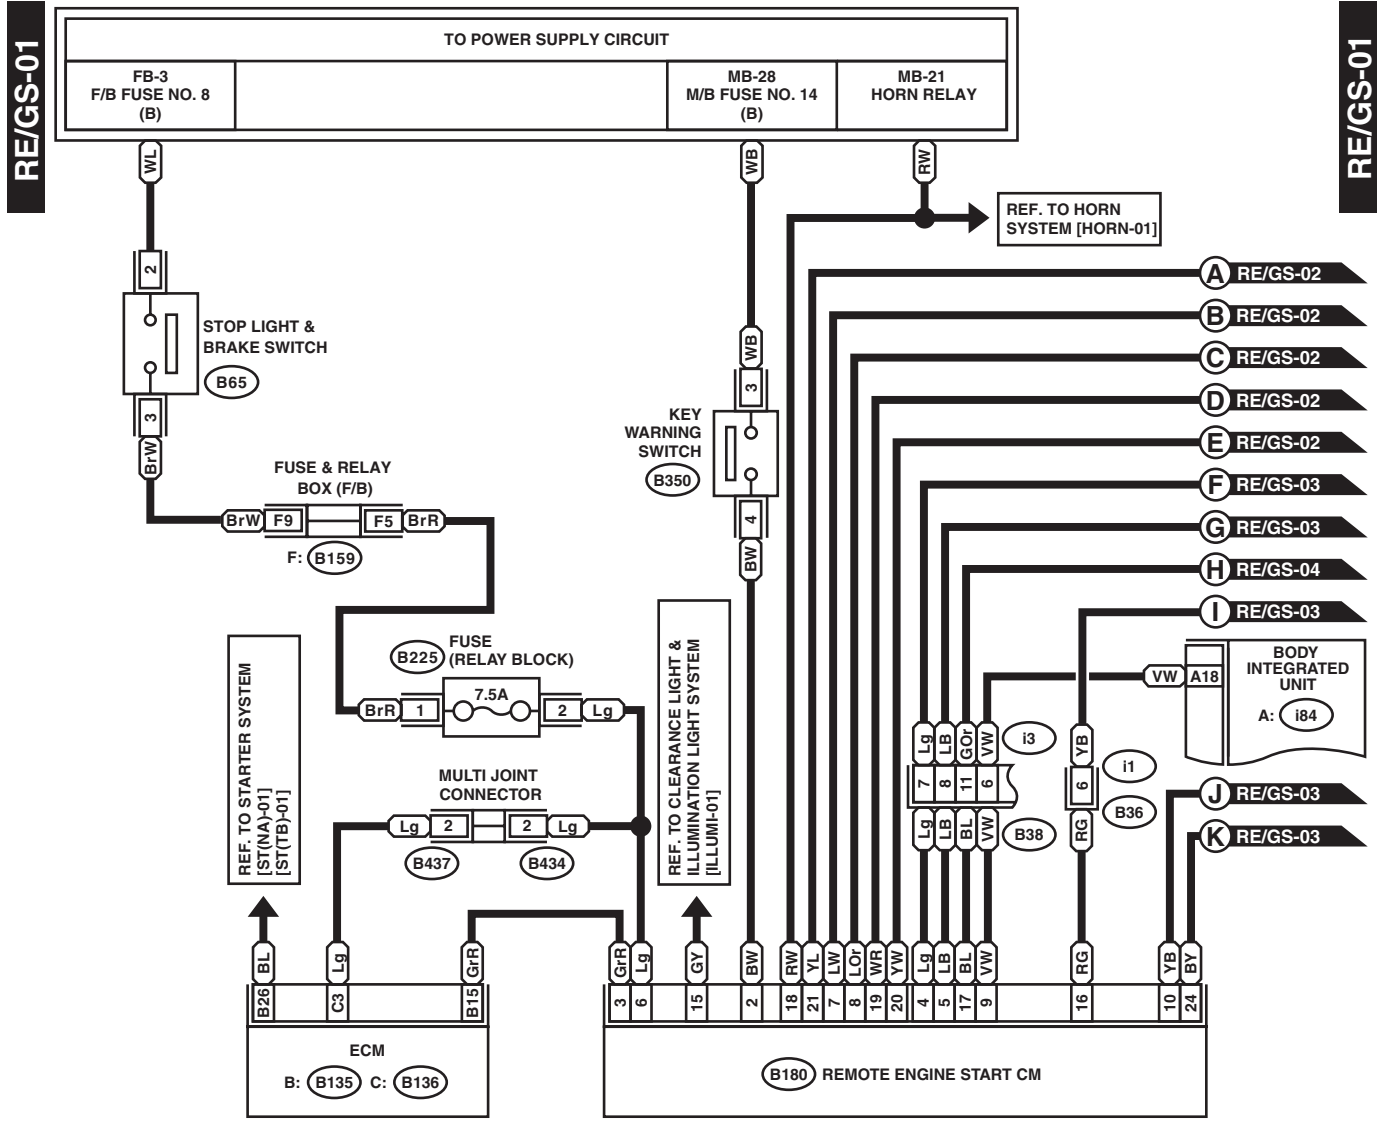 RE/GS-01
RE/GS-01
TO POWER SUPPLY CIRCUIT
FB-3
F/B FUSE NO. 8
(B)
MB-28
M/B FUSE NO. 14
(B)
MB-21
HORN RELAY
WL
WB
RW
REF. TO HORN
SYSTEM [HORN-01]
2
STOP LIGHT &
BRAKE SWITCH
B65
3
BrW
WB
3
KEY
WARNING
SWITCH
B350
4
BW
A RE/GS-02
B RE/GS-02
C RE/GS-02
D RE/GS-02
E RE/GS-02
F RE/GS-03
G RE/GS-03
H RE/GS-04
I RE/GS-03
FUSE & RELAY
BOX (F/B)
BrW F9 F5 BrR
F: B159
B225
FUSE
(RELAY BLOCK)
7.5A
BrR 1 2 Lg
MULTI JOINT
CONNECTOR
Lg 2 2 Lg
B437 B434
REF. TO STARTER SYSTEM
[ST(NA)-01]
[ST(TB)-01]
REF. TO CLEARANCE LIGHT &
ILLUMINATION LIGHT SYSTEM
[ILLUMI-01]
VW A18
BODY
INTEGRATED
UNIT
A: i84
Lg LB GOr VW
i3
7 8 11 6
Lg LB BL VW
B38
YB
i1
6
B36
RG
J RE/GS-03
K RE/GS-03
BL Lg GrR
B26 C3 B15
ECM
B: B135 C: B136
GrR Lg GY BW RW YL LW LOr WR YW Lg LB BL VW RG YB BY
3 6 15 2 18 21 7 8 19 20 4 5 17 9 16 10 24
B180 REMOTE ENGINE START CM